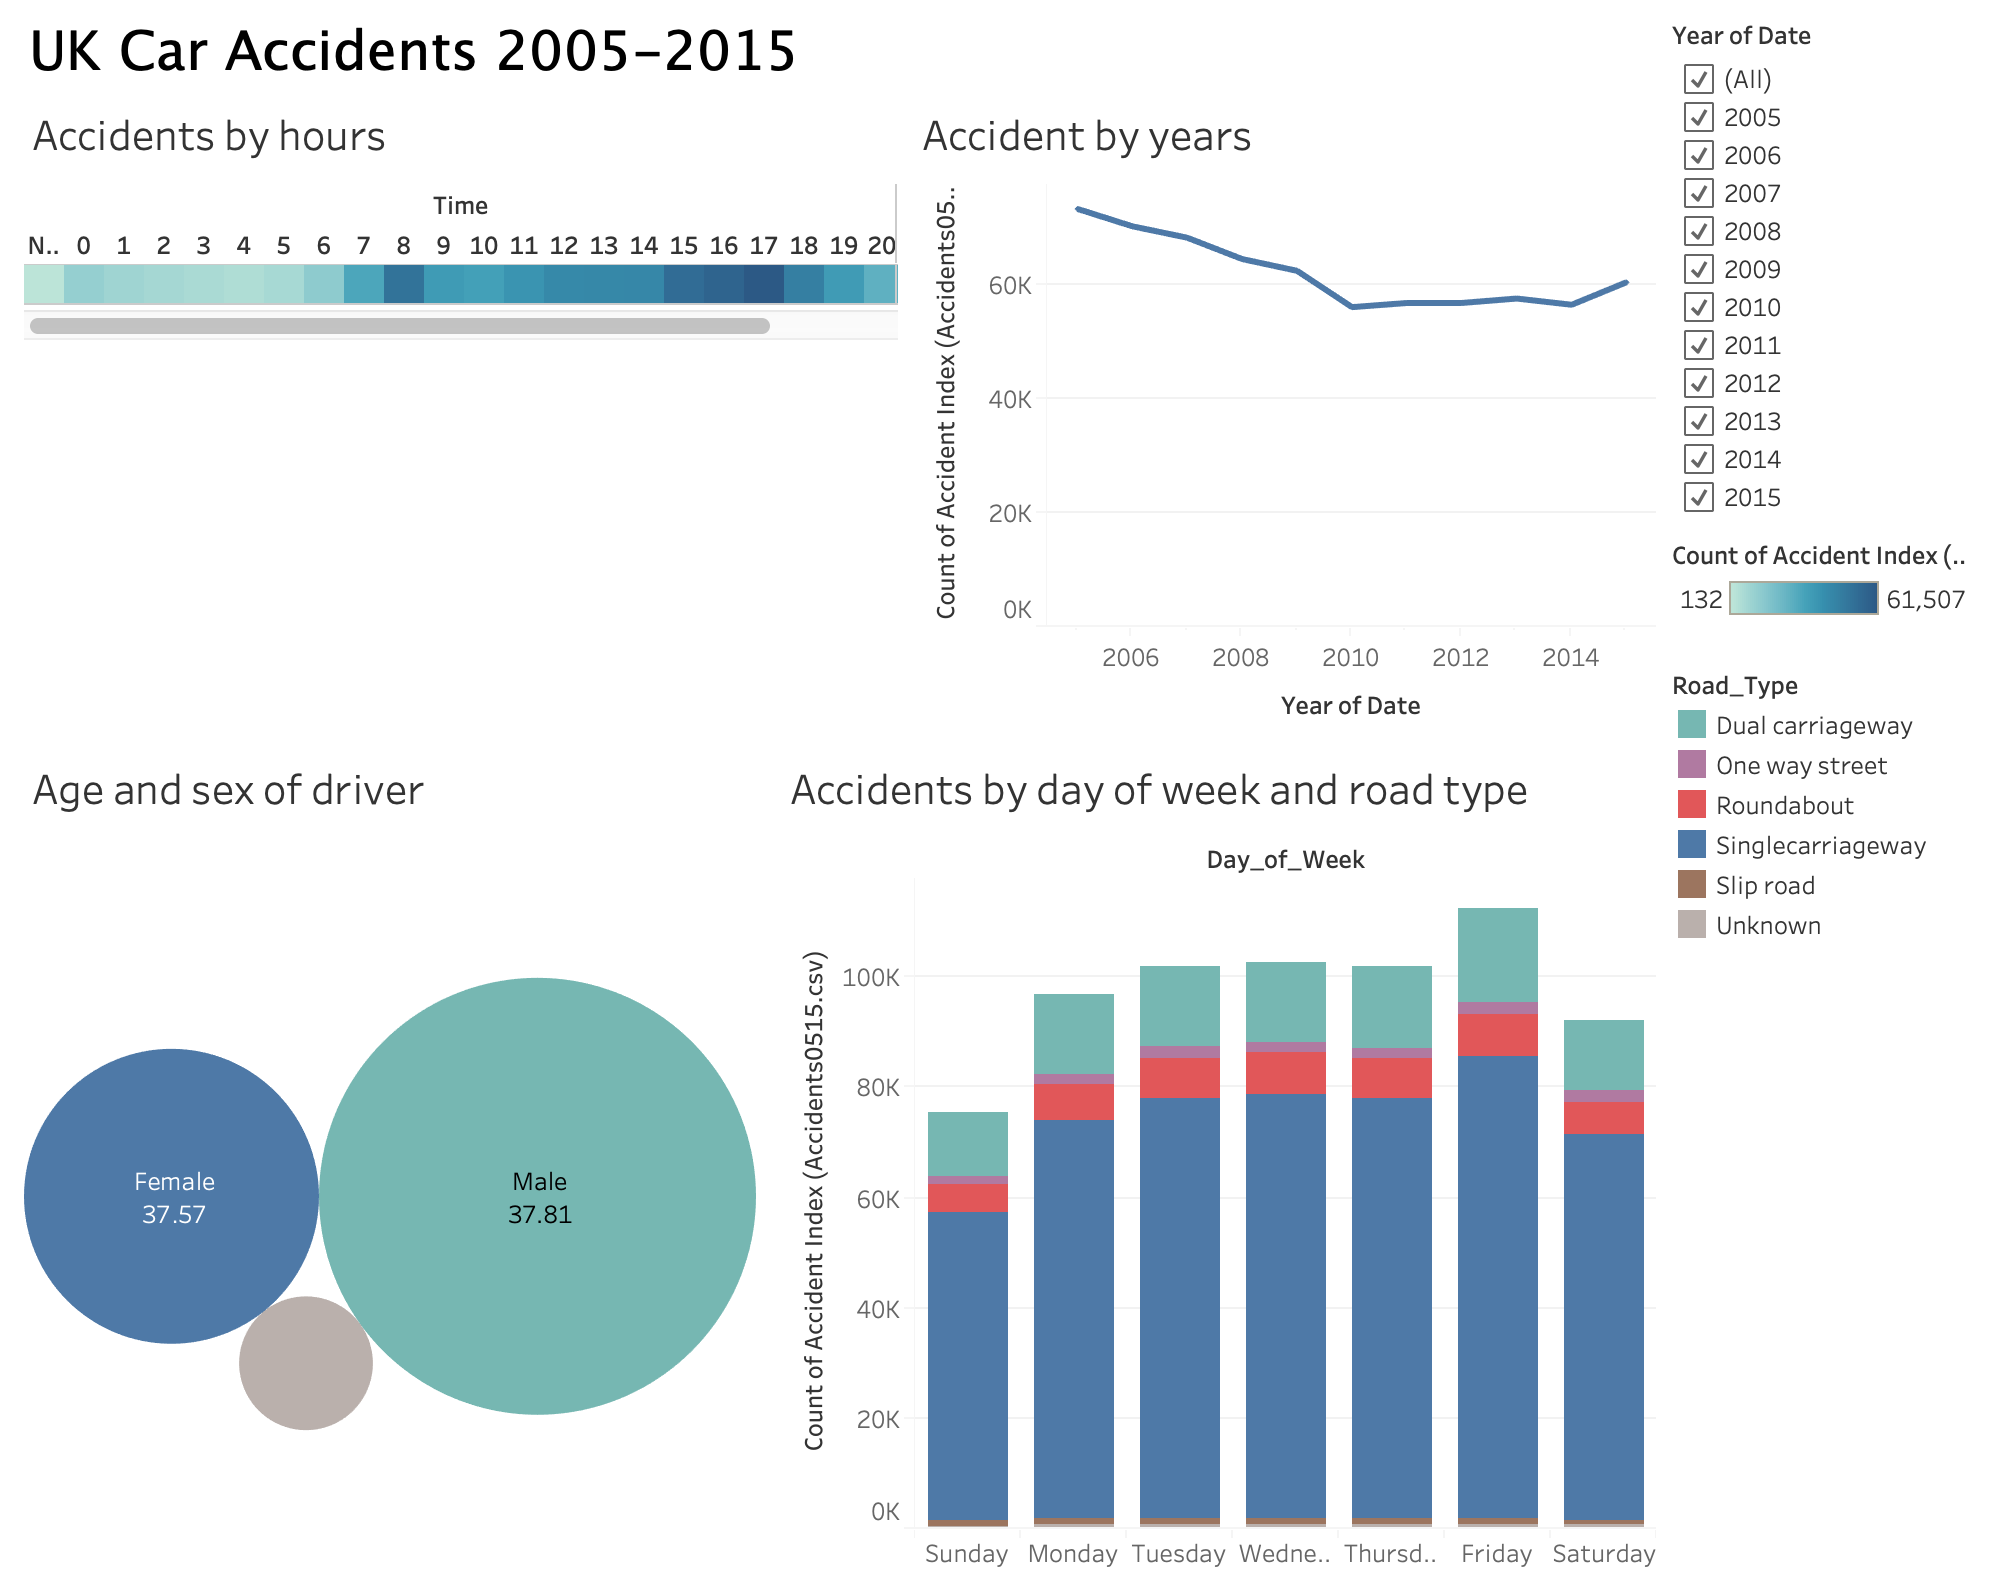 UK Car Accidents 2005–2015
Accidents by hours
Time
N.. 0 1 2 3 4 5 6 7 8 9 10 11 12 13 14 15 16 17 18 19 20
Accident by years
Count of Accident Index (Accidents05..
60K
40K
20K
0K
2006 2008 2010 2012 2014
Year of Date
Year of Date
(All)
2005
2006
2007
2008
2009
2010
2011
2012
2013
2014
2015
Count of Accident Index (..
132 61,507
Road_Type
Dual carriageway
One way street
Roundabout
Singlecarriageway
Slip road
Unknown
Age and sex of driver
Female
37.57
Male
37.81
Accidents by day of week and road type
Day_of_Week
Count of Accident Index (Accidents0515.csv)
100K
80K
60K
40K
20K
0K
Sunday Monday Tuesday Wedne.. Thursd.. Friday Saturday